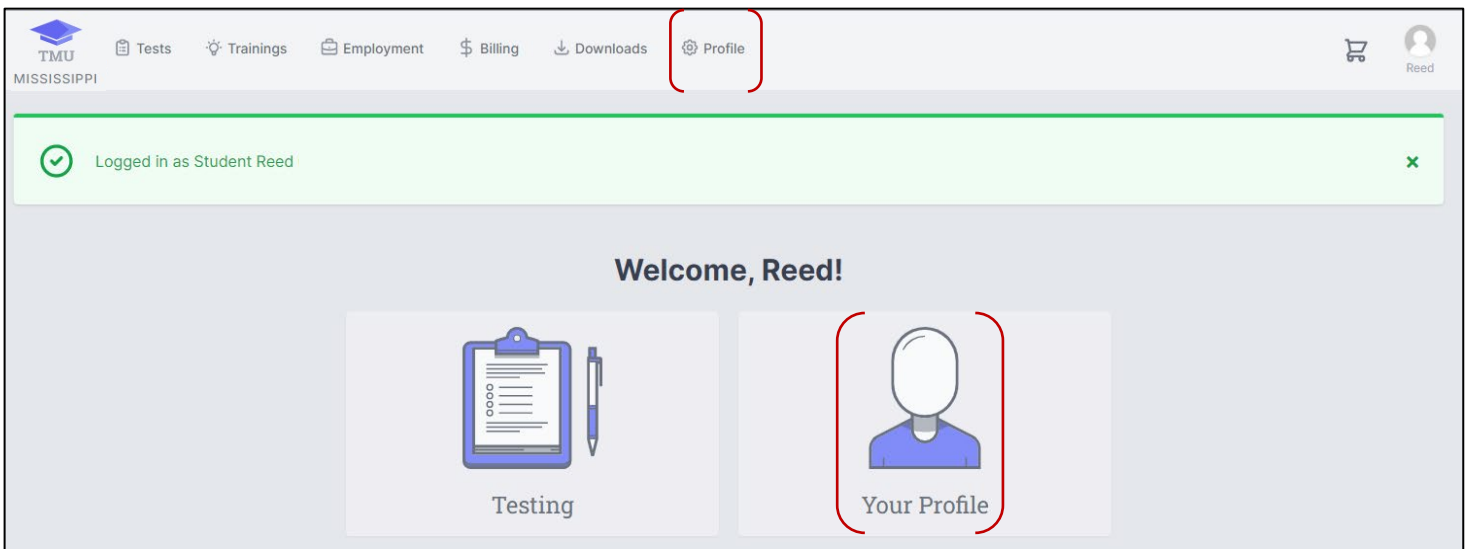 TMU
MISSISSIPPI
Tests Trainings Employment $ Billing Downloads Profile
Reed
Logged in as Student Reed
Welcome, Reed!
Testing
Your Profile